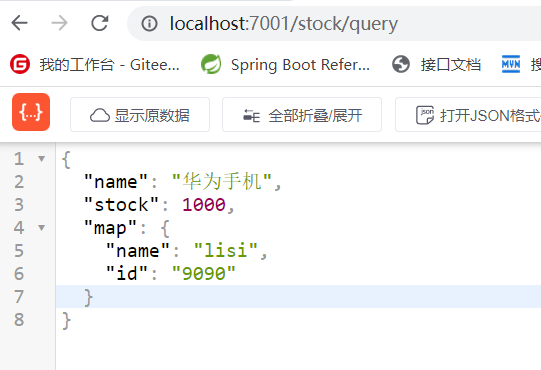 localhost:7001/stock/query
我的工作台 - Gitee... Spring Boot Refer... 接口文档 MVN
{...} 显示原数据 全部折叠/展开 json 打开JSON格式
1 {
2 "name": "华为手机",
3 "stock": 1000,
4 "map": {
5 "name": "lisi",
6 "id": "9090"
7 }
8 }